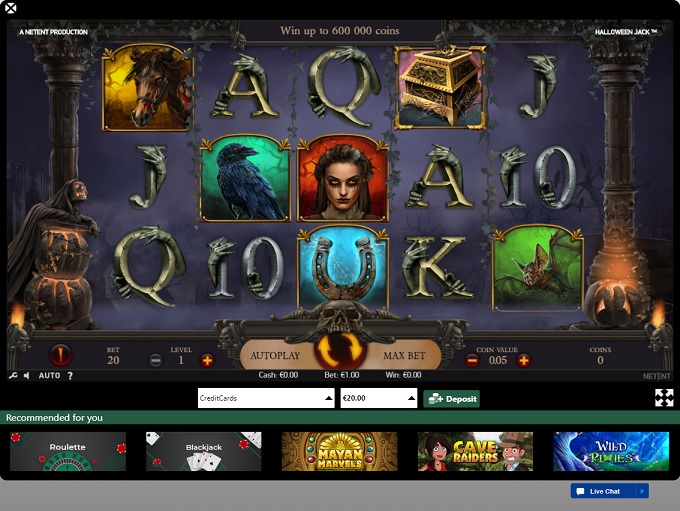 A NETENT PRODUCTION
Win up to 600 000 coins
HALLOWEEN JACK™
A Q J
J A 10
Q 10 K
BET
20
LEVEL
1
AUTOPLAY
MAX BET
COIN VALUE
0.05
COINS
0
AUTO ?
Cash: €0.00
Bet: €1.00
Win: €0.00
NETENT
CreditCards
€20.00
Deposit
Recommended for you
Roulette
Blackjack
MAYAN
MARVELS
CAVE
RAIDERS
WILD
PIXIES
Live Chat